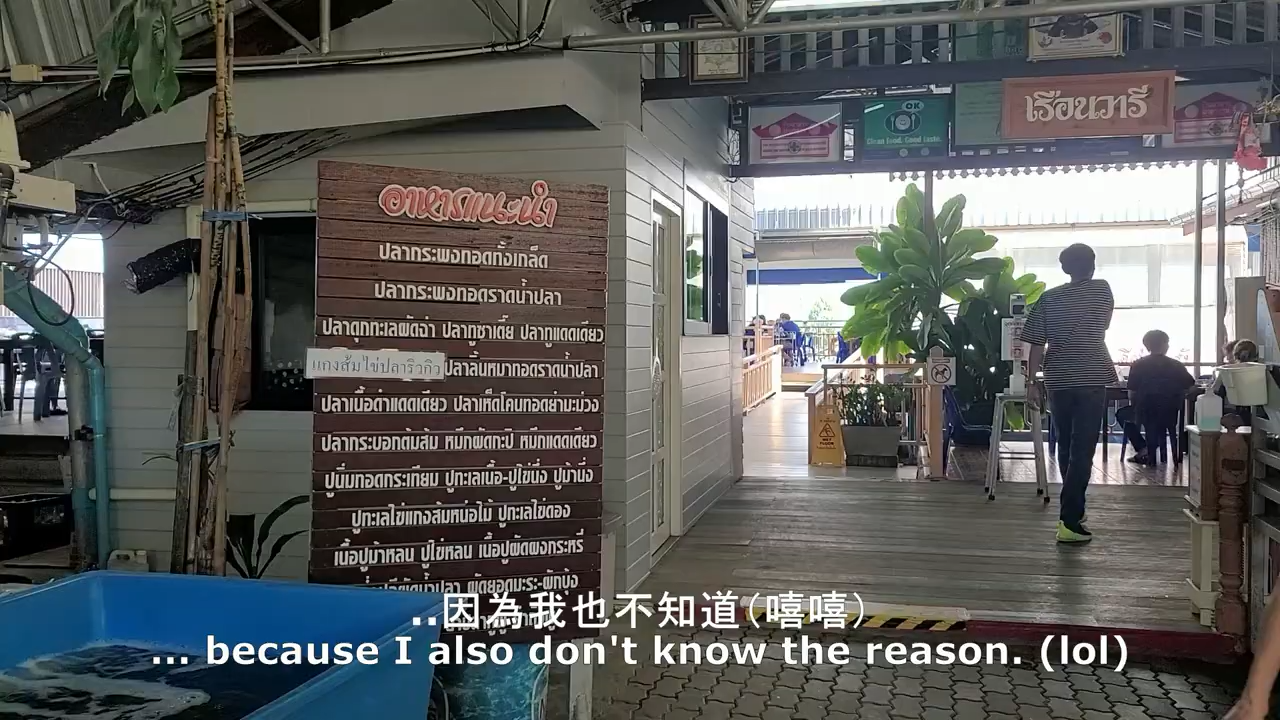 เรือนวารี
OK
Clean food, Good taste
อาหารแนะนำ
ปลากระพงทอดทิ้งเกล็ด
ปลากระพงทอดราดน้ำปลา
ปลาดุกทะเลผัดฉ่า ปลาทูซาเตี๊ย ปลาทูแดดเดียว
แกงส้มไข่ปลาริวกิว ปลาลิ้นหมาทอดราดน้ำปลา
ปลาเนื้อดำแดดเดียว ปลาเห็ดโคนทอดยำมะม่วง
ปลากระบอกต้มส้ม หมึกผัดกะปิ หมึกแดดเดียว
ปูนิ่มทอดกระเทียม ปูทะเลเนื้อ-ปูไข่นึ่ง ปูม้านึ่ง
ปูทะเลไข่แกงส้มหน่อไม้ ปูทะเลไข่ดอง
เนื้อปูม้าหลน ปูไข่หลน เนื้อปูผัดผงกะหรี่
ผัดยอดมะระ-ผักบุ้ง
..因為我也不知道(嘻嘻)
... because I also don't know the reason. (lol)